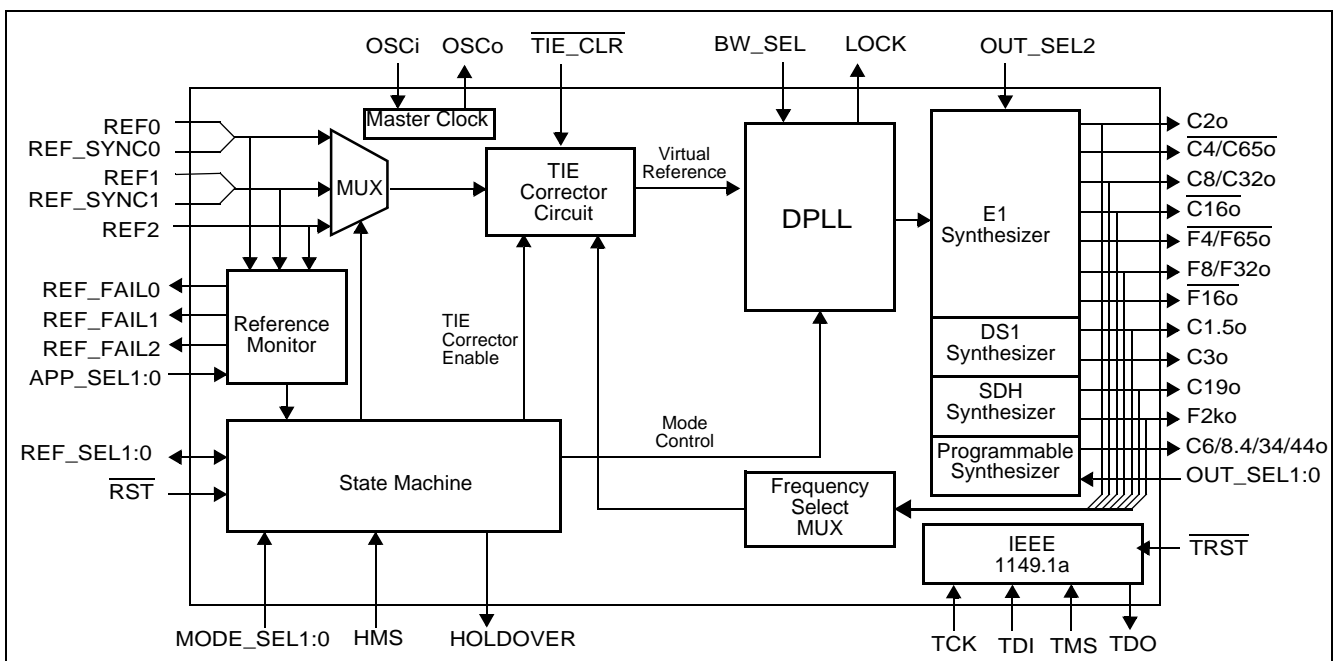 OSCi
OSCo
TIE_CLR
BW_SEL
LOCK
OUT_SEL2
REF0
REF_SYNC0
REF1
REF_SYNC1
REF2
REF_FAIL0
REF_FAIL1
REF_FAIL2
APP_SEL1:0
REF_SEL1:0
RST
Master Clock
MUX
TIE
Corrector
Circuit
Virtual
Reference
DPLL
E1
Synthesizer
DS1
Synthesizer
SDH
Synthesizer
Programmable
Synthesizer
C2o
C4/C65o
C8/C32o
C16o
F4/F65o
F8/F32o
F16o
C1.5o
C3o
C19o
F2ko
C6/8.4/34/44o
OUT_SEL1:0
Reference
Monitor
TIE
Corrector
Enable
Mode
Control
State Machine
Frequency
Select
MUX
IEEE
1149.1a
TRST
MODE_SEL1:0
HMS
HOLDOVER
TCK
TDI
TMS
TDO